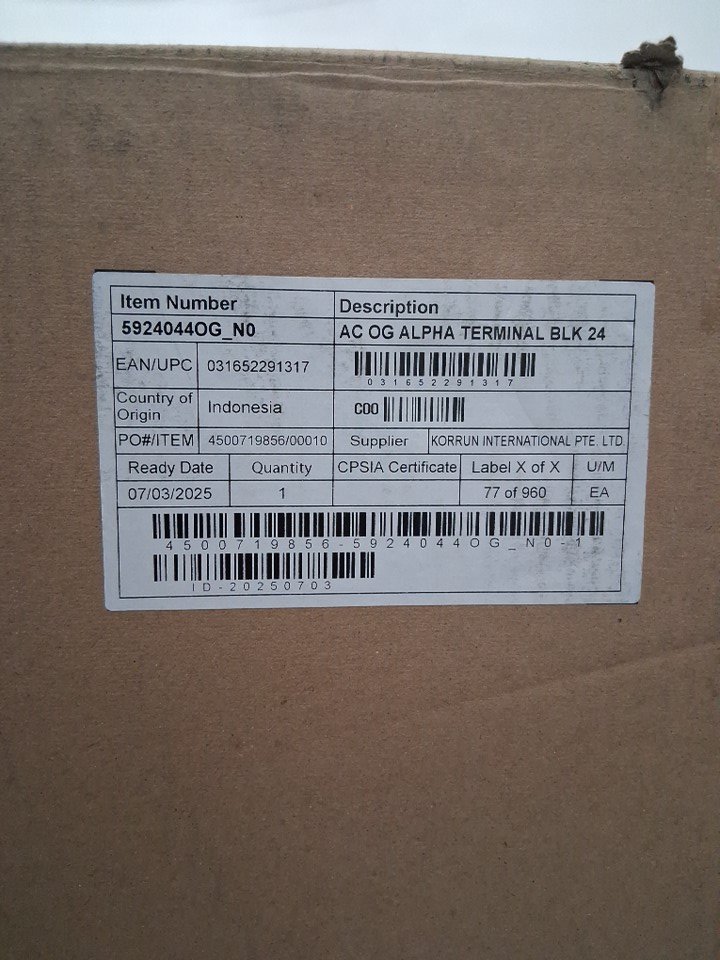 Item Number
Description
5924044OG_N0
AC OG ALPHA TERMINAL BLK 24
EAN/UPC
031652291317
031652291317
Country of
Origin
Indonesia
COO
PO#/ITEM
4500719856/00010
Supplier
KORRUN INTERNATIONAL PTE. LTD.
Ready Date
Quantity
CPSIA Certificate
Label X of X
U/M
07/03/2025
1
77 of 960
EA
4500719856-5924044OG_N0-1
ID-20250703